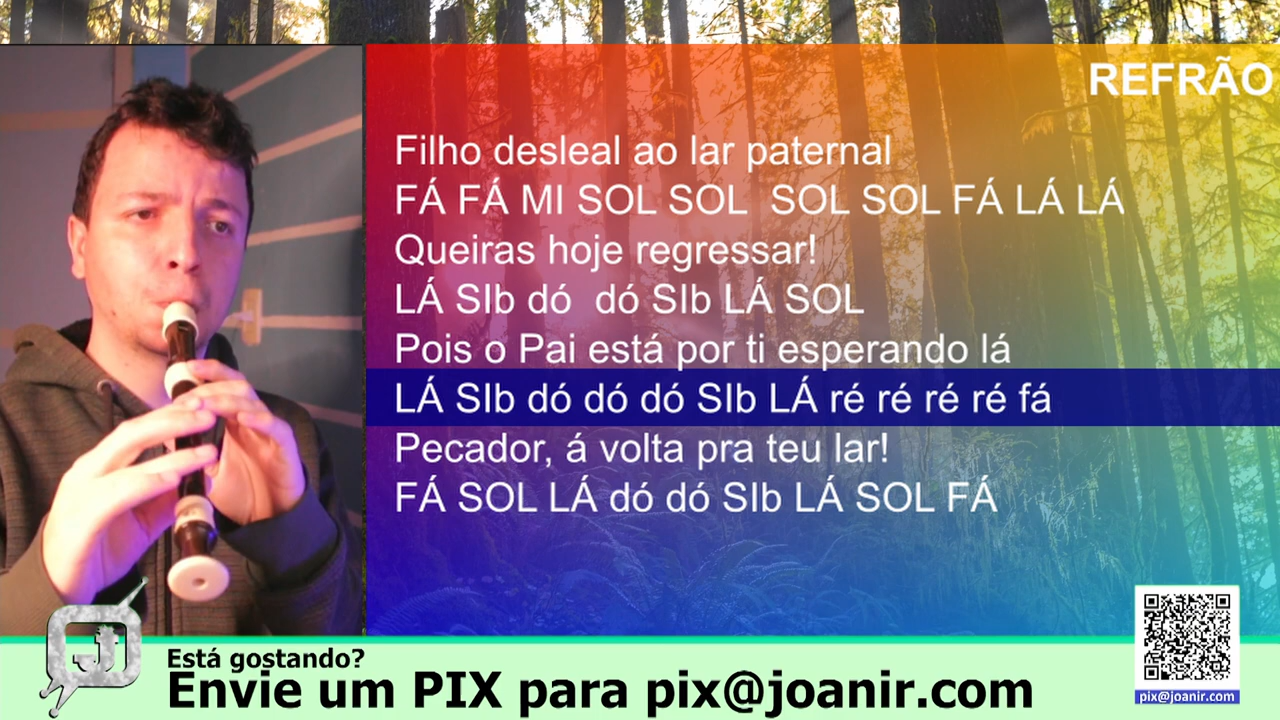 REFRÃO
Filho desleal ao lar paternal
FÁ FÁ MI SOL SOL SOL SOL FÁ LÁ LÁ
Queiras hoje regressar!
LÁ SIb dó dó SIb LÁ SOL
Pois o Pai está por ti esperando lá
LÁ SIb dó dó dó SIb LÁ ré ré ré ré fá
Pecador, á volta pra teu lar!
FÁ SOL LÁ dó dó SIb LÁ SOL FÁ
J
Está gostando?
Envie um PIX para pix@joanir.com
pix@joanir.com